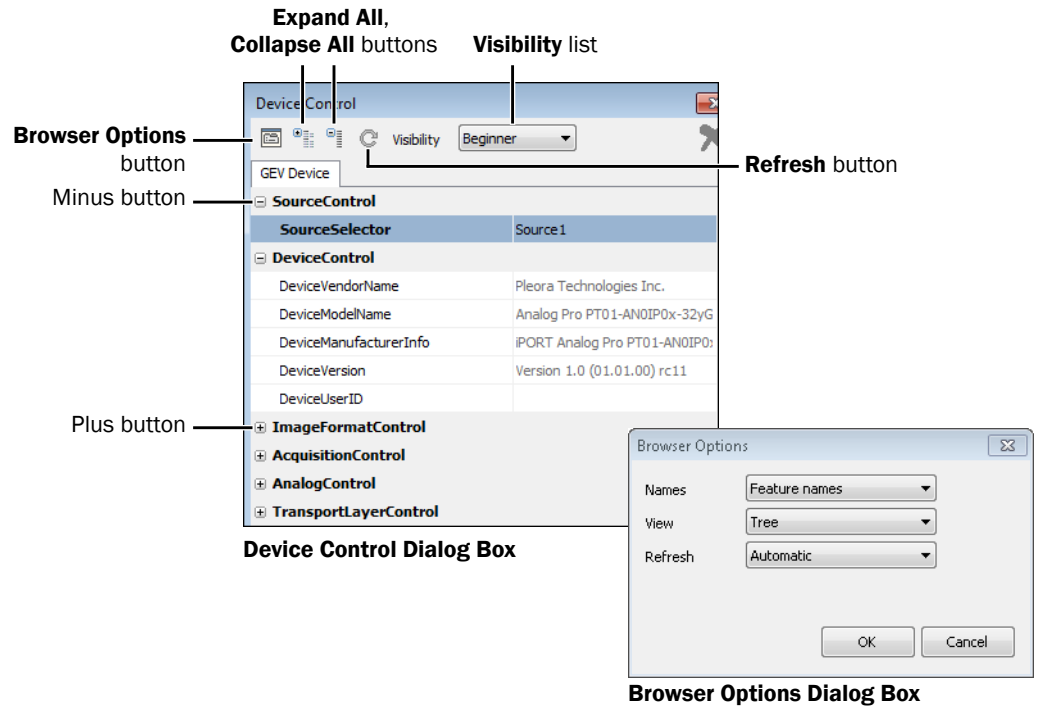 Expand All,
Collapse All buttons
Visibility list
Device Control
Browser Options
button
Visibility
Beginner
Refresh button
GEV Device
Minus button
SourceControl
SourceSelector
Source1
DeviceControl
DeviceVendorName
Pleora Technologies Inc.
DeviceModelName
Analog Pro PT01-AN0IP0x-32yG
DeviceManufacturerInfo
iPORT Analog Pro PT01-AN0IP0
DeviceVersion
Version 1.0 (01.01.00) rc11
DeviceUserID
Plus button
ImageFormatControl
AcquisitionControl
AnalogControl
TransportLayerControl
Device Control Dialog Box
Browser Options
Names
Feature names
View
Tree
Refresh
Automatic
OK
Cancel
Browser Options Dialog Box